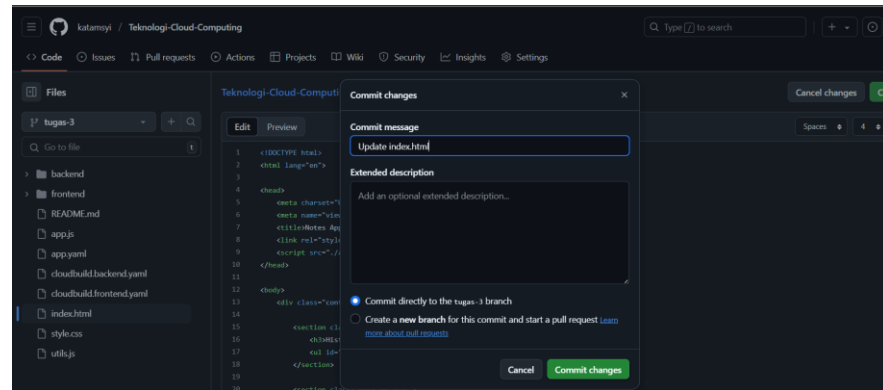 katamsyi / Teknologi-Cloud-Computing
Type / to search
Code Issues Pull requests Actions Projects Wiki Security Insights Settings
Files
tugas-3
Go to file t
backend
frontend
README.md
app.js
app.yaml
cloudbuild.backend.yaml
cloudbuild.frontend.yaml
index.html
style.css
utils.js
Teknologi-Cloud-Computi
Cancel changes
Edit Preview
Spaces 4
1 <!DOCTYPE html>
2 <html lang="en">
3
4 <head>
5 <meta charset="
6 <meta name="vie
7 <title>Notes Ap
8 <link rel="styl
9 <script src="./
10 </head>
11
12 <body>
13 <div class="con
14
15 <section cl
16 <h3>HIs
17 <ul id="
18 </section>
19
20 <section cl
Commit changes
Commit message
Update index.html
Extended description
Add an optional extended description..
Commit directly to the tugas-3 branch
Create a new branch for this commit and start a pull request Learn
more about pull requests
Cancel Commit changes